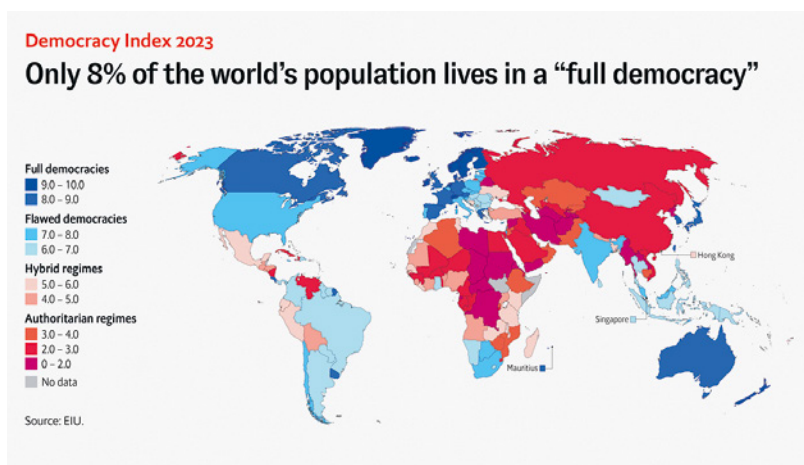 Democracy Index 2023
Only 8% of the world's population lives in a “full democracy”
Full democracies
9.0 – 10.0
8.0 – 9.0
Flawed democracies
7.0 – 8.0
6.0 – 7.0
Hybrid regimes
5.0 – 6.0
4.0 – 5.0
Authoritarian regimes
3.0 – 4.0
2.0 – 3.0
0 – 2.0
No data
Hong Kong
Singapore
Mauritius
Source: EIU.